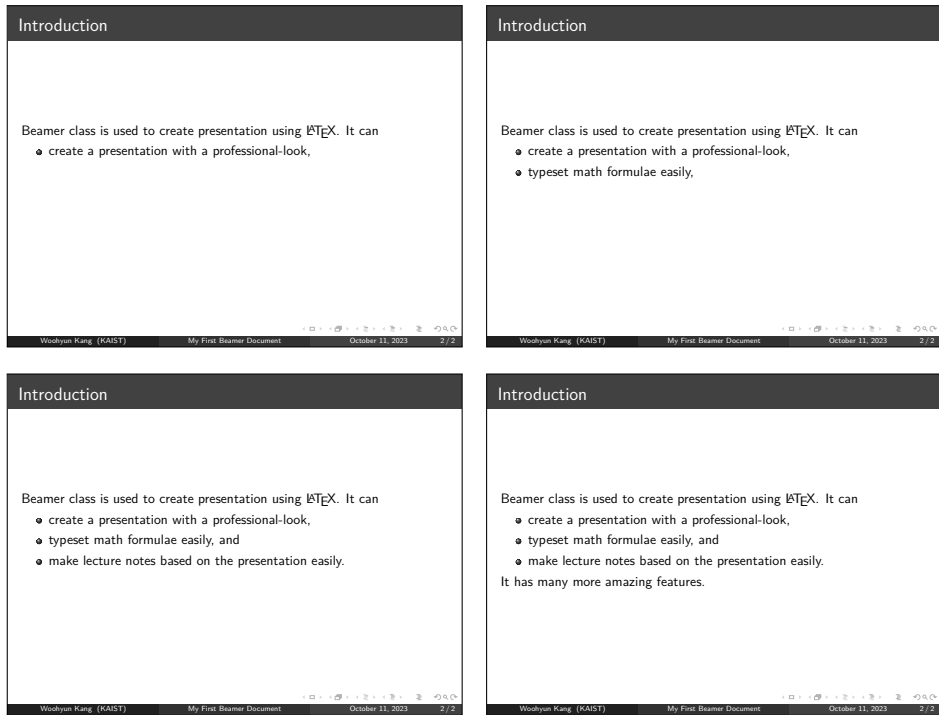 Introduction
Beamer class is used to create presentation using LATEX. It can
create a presentation with a professional-look,
Woohyun Kang (KAIST) My First Beamer Document October 11, 2023 2 / 2
Introduction
Beamer class is used to create presentation using LATEX. It can
create a presentation with a professional-look,
typeset math formulae easily,
Woohyun Kang (KAIST) My First Beamer Document October 11, 2023 2 / 2
Introduction
Beamer class is used to create presentation using LATEX. It can
create a presentation with a professional-look,
typeset math formulae easily, and
make lecture notes based on the presentation easily.
Woohyun Kang (KAIST) My First Beamer Document October 11, 2023 2 / 2
Introduction
Beamer class is used to create presentation using LATEX. It can
create a presentation with a professional-look,
typeset math formulae easily, and
make lecture notes based on the presentation easily.
It has many more amazing features.
Woohyun Kang (KAIST) My First Beamer Document October 11, 2023 2 / 2